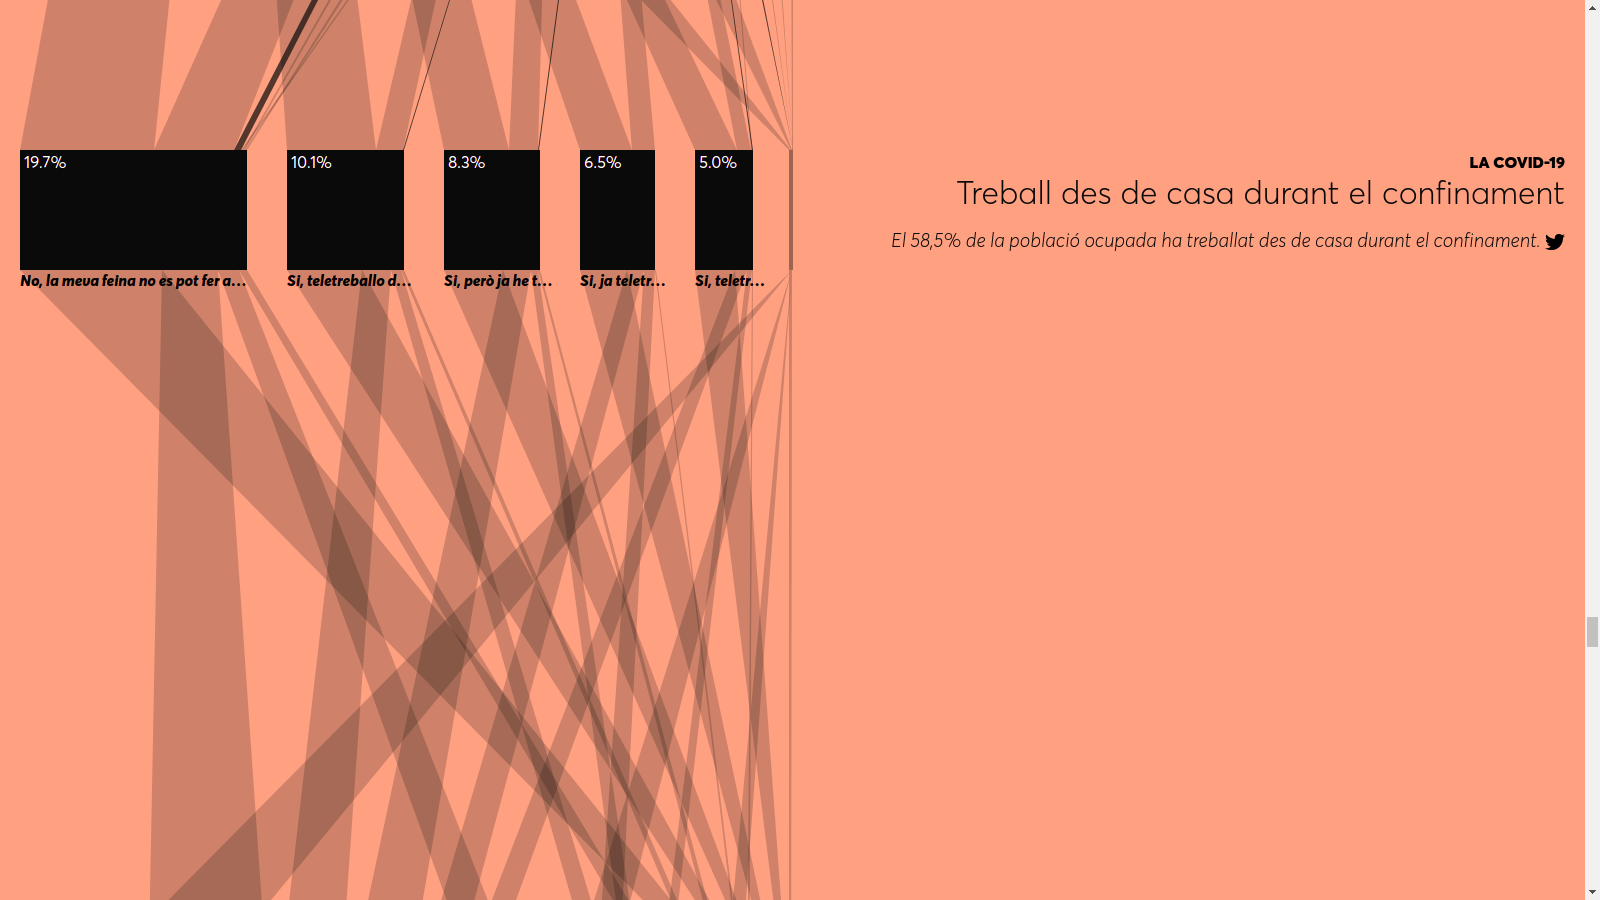 19.7%
10.1%
8.3%
6.5%
5.0%
No, la meva feina no es pot fer a...
Sí, teletreballo d...
Sí, però ja he t...
Sí, ja teletr...
Sí, teletr...
LA COVID-19
Treball des de casa durant el confinament
El 58,5% de la població ocupada ha treballat des de casa durant el confinament.